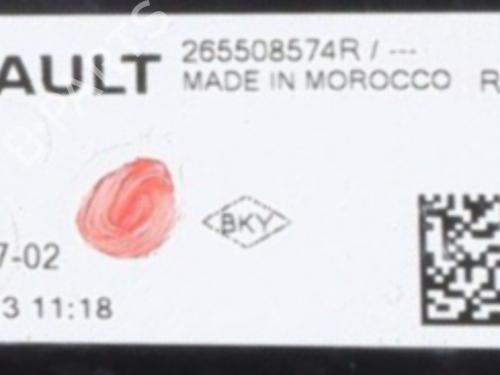 AULT 265508574R / ---
MADE IN MOROCCO R
BKY
7-02
3 11:18